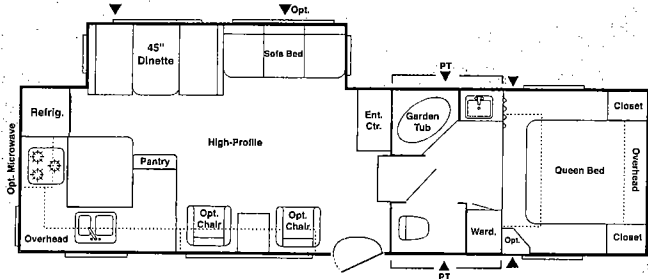 Opt.
45"
Dinette
Sofa Bed
PT
Refrig.
Ent.
Ctr.
Garden
Tub
Closet
Opt. Microwave
High-Profile
Pantry
Queen Bed
Overhead
Opt.
Chair
Opt.
Chair
Overhead
Ward.
Opt.
Closet
PT